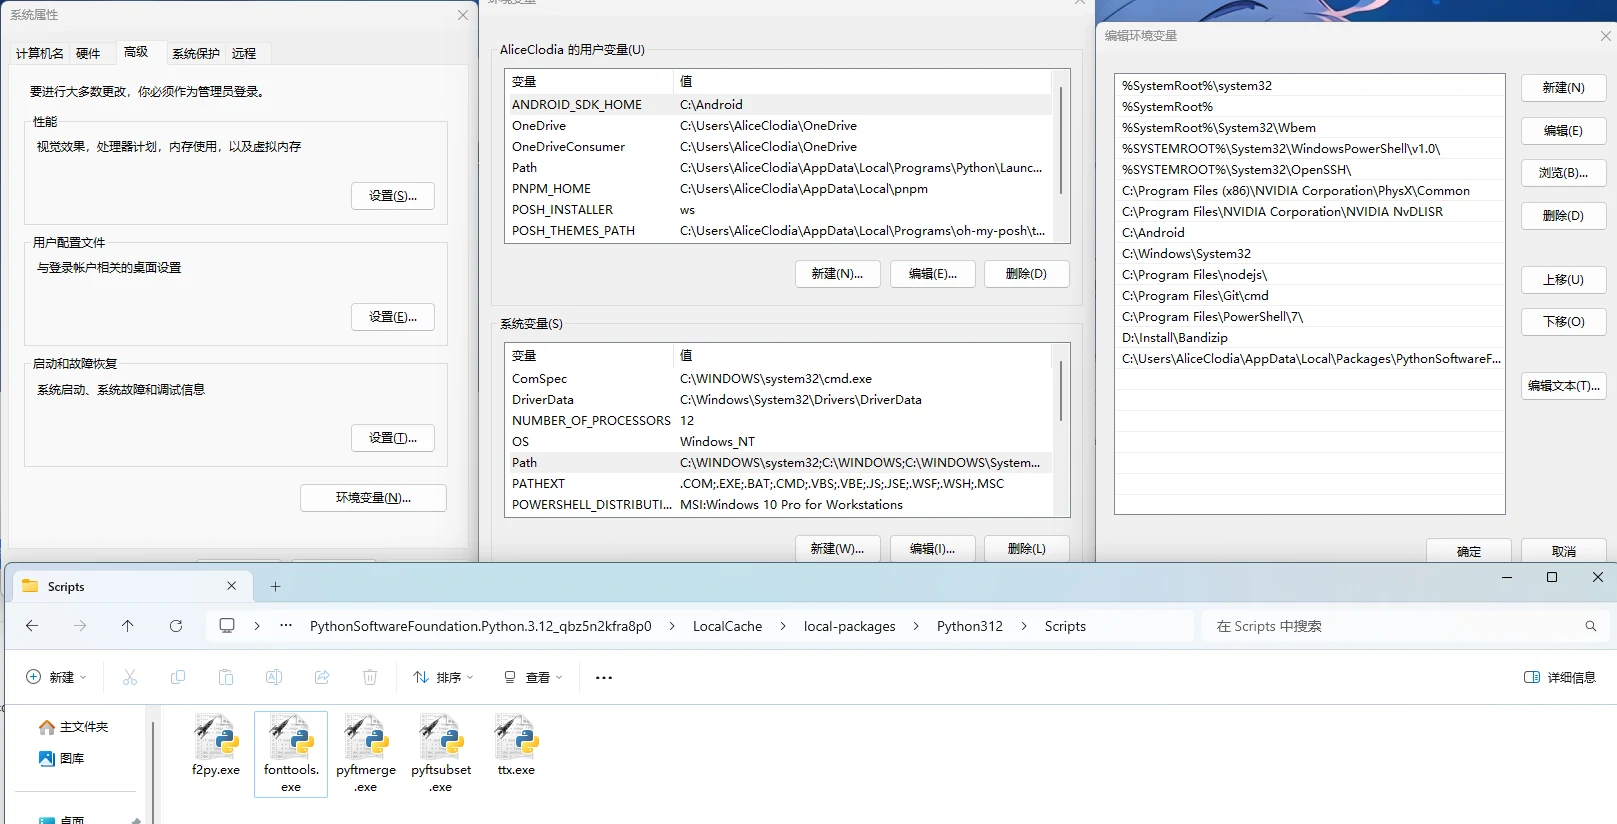 系统属性
计算机名 硬件 高级 系统保护 远程
要进行大多数更改，你必须作为管理员登录。
性能
视觉效果，处理器计划，内存使用，以及虚拟内存
设置(S)...
用户配置文件
与登录帐户相关的桌面设置
设置(E)...
启动和故障恢复
系统启动、系统故障和调试信息
设置(T)...
环境变量(N)...
环境变量
AliceClodia 的用户变量(U)
变量 值
ANDROID_SDK_HOME C:\Android
OneDrive C:\Users\AliceClodia\OneDrive
OneDriveConsumer C:\Users\AliceClodia\OneDrive
Path C:\Users\AliceClodia\AppData\Local\Programs\Python\Launc...
PNPM_HOME C:\Users\AliceClodia\AppData\Local\pnpm
POSH_INSTALLER ws
POSH_THEMES_PATH C:\Users\AliceClodia\AppData\Local\Programs\oh-my-posh\t...
新建(N)... 编辑(E)... 删除(D)
系统变量(S)
变量 值
ComSpec C:\WINDOWS\system32\cmd.exe
DriverData C:\Windows\System32\Drivers\DriverData
NUMBER_OF_PROCESSORS 12
OS Windows_NT
Path C:\WINDOWS\system32;C:\WINDOWS;C:\WINDOWS\System...
PATHEXT .COM;.EXE;.BAT;.CMD;.VBS;.VBE;.JS;.JSE;.WSF;.WSH;.MSC
POWERSHELL_DISTRIBUTI... MSI:Windows 10 Pro for Workstations
新建(W)... 编辑(I)... 删除(L)
编辑环境变量
%SystemRoot%\system32
%SystemRoot%
%SystemRoot%\System32\Wbem
%SYSTEMROOT%\System32\WindowsPowerShell\v1.0\
%SYSTEMROOT%\System32\OpenSSH\
C:\Program Files (x86)\NVIDIA Corporation\PhysX\Common
C:\Program Files\NVIDIA Corporation\NVIDIA NvDLISR
C:\Android
C:\Windows\System32
C:\Program Files\nodejs\
C:\Program Files\Git\cmd
C:\Program Files\PowerShell\7\
D:\Install\Bandizip
C:\Users\AliceClodia\AppData\Local\Packages\PythonSoftwareF...
新建(N)
编辑(E)
浏览(B)...
删除(D)
上移(U)
下移(O)
编辑文本(T)...
确定 取消
Scripts
PythonSoftwareFoundation.Python.3.12_qbz5n2kfra8p0 LocalCache local-packages Python312 Scripts
在 Scripts 中搜索
新建 排序 查看 ... 详细信息
主文件夹
图库
桌面
f2py.exe
fonttools.
exe
pyftmerge
.exe
pyftsubset
.exe
ttx.exe